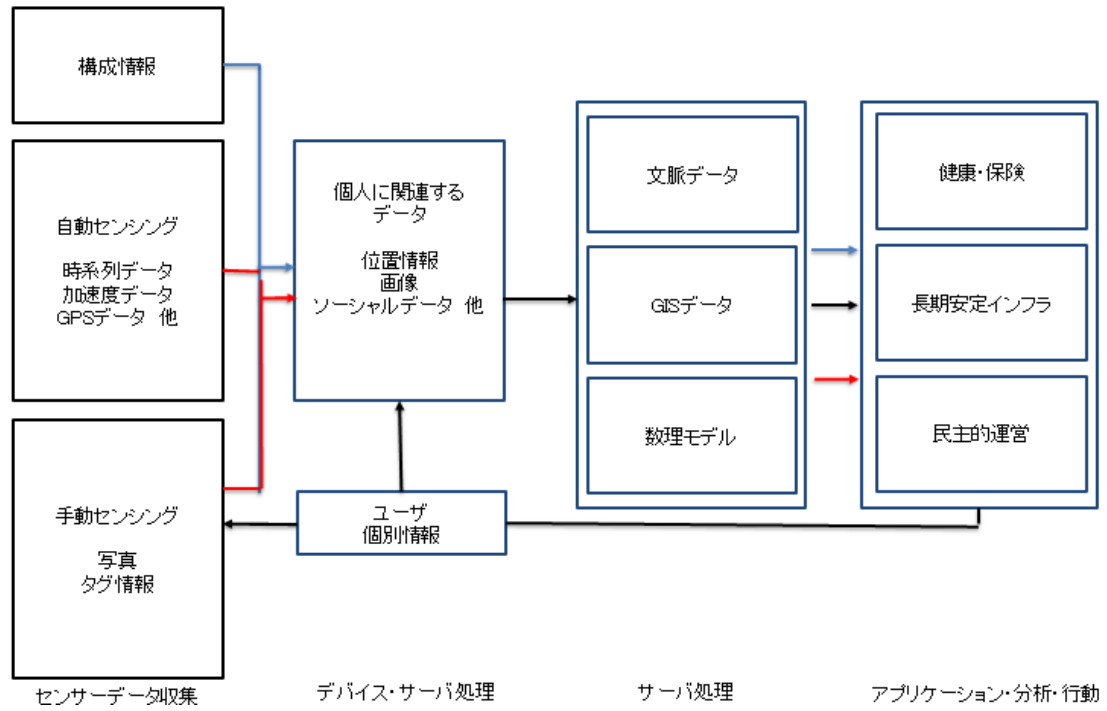 構成情報
自動センシング
時系列データ
加速度データ
GPSデータ 他
手動センシング
写真
タグ情報
センサーデータ収集
個人に関連する
データ
位置情報
画像
ソーシャルデータ 他
ユーザ
個別情報
デバイス・サーバ処理
文脈データ
GISデータ
数理モデル
サーバ処理
健康・保険
長期安定インフラ
民主的運営
アプリケーション・分析・行動